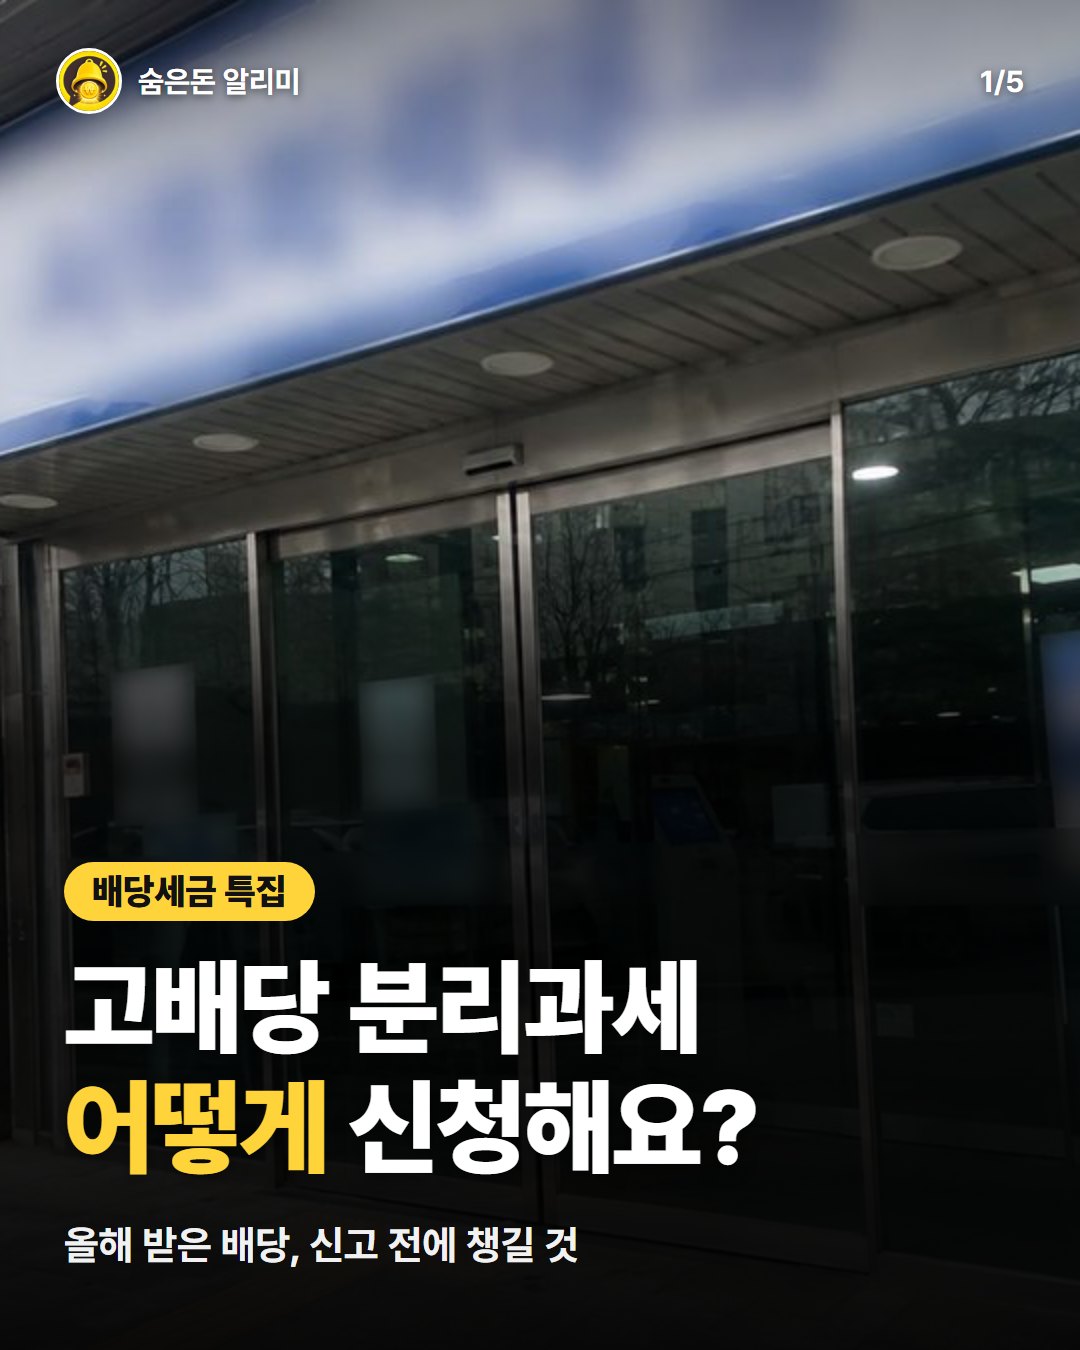 숨은돈 알리미
1/5
배당세금 특집
고배당 분리과세
어떻게 신청해요?
올해 받은 배당, 신고 전에 챙길 것